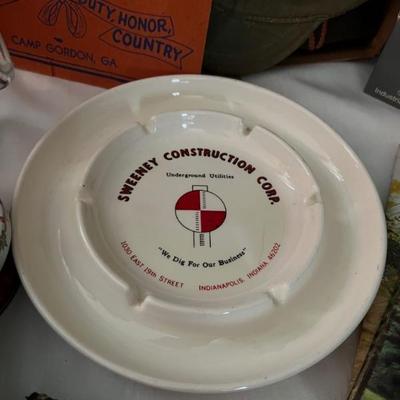 DUTY, HONOR,
COUNTRY
CAMP GORDON, GA.
SWEENEY CONSTRUCTION CORP.
Underground Utilities
"We Dig For Our Business"
1030 EAST 19th STREET INDIANAPOLIS, INDIANA 46202